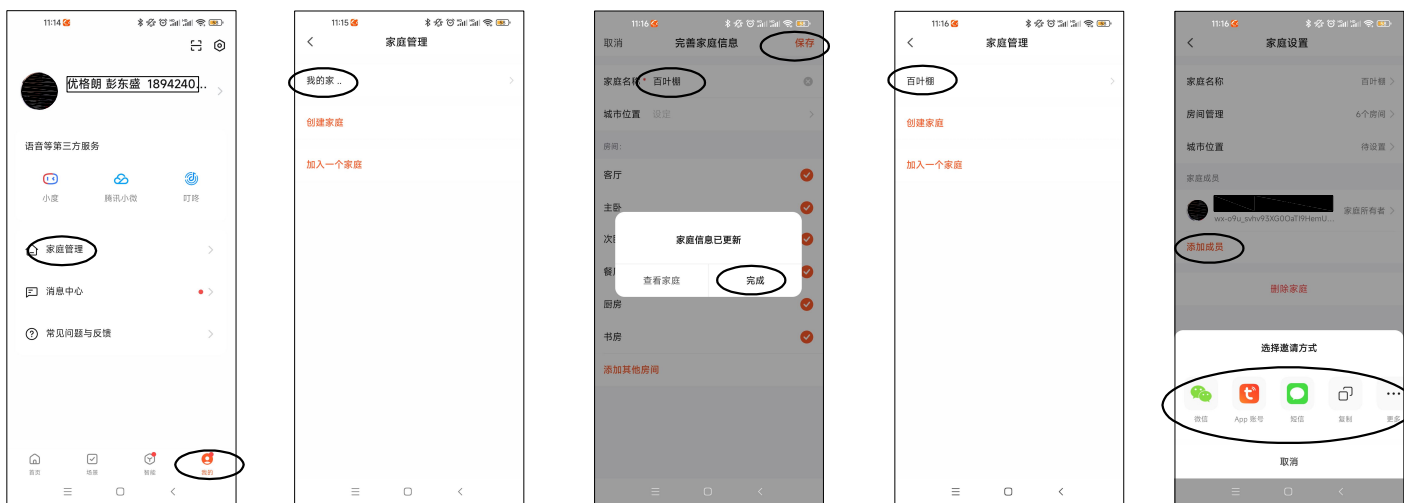 11:14
优格朗 彭东盛 1894240...
语音等第三方服务
小度
腾讯小微
叮咚
家庭管理
消息中心
常见问题与反馈
首页
场景
智能
我的
11:15
家庭管理
我的家 ..
创建家庭
加入一个家庭
11:16
取消
完善家庭信息
保存
家庭名称* 百叶棚
城市位置 设定
房间:
客厅
主卧
次
餐
厨房
书房
添加其他房间
家庭信息已更新
查看家庭
完成
11:16
家庭管理
百叶棚
创建家庭
加入一个家庭
11:16
家庭设置
家庭名称
百叶棚
房间管理
6个房间
城市位置
待设置
家庭成员
家庭所有者
wx-o9u_svhv93XG0OaTI9HemU...
添加成员
删除家庭
选择邀请方式
微信
App 账号
短信
复制
更多
取消